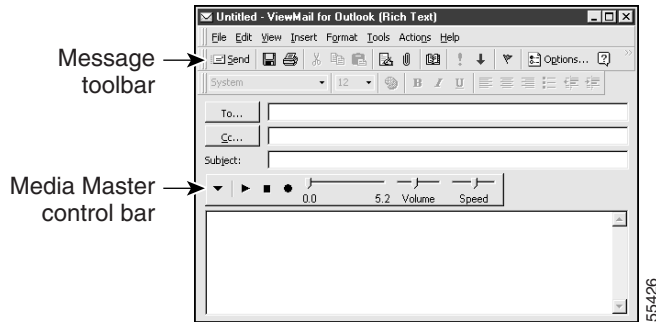 Untitled - ViewMail for Outlook (Rich Text)
File Edit View Insert Format Tools Actions Help
Message toolbar
Send Options...
System 12 B I U
To...
Cc...
Subject:
Media Master control bar
0.0 5.2 Volume Speed
55426